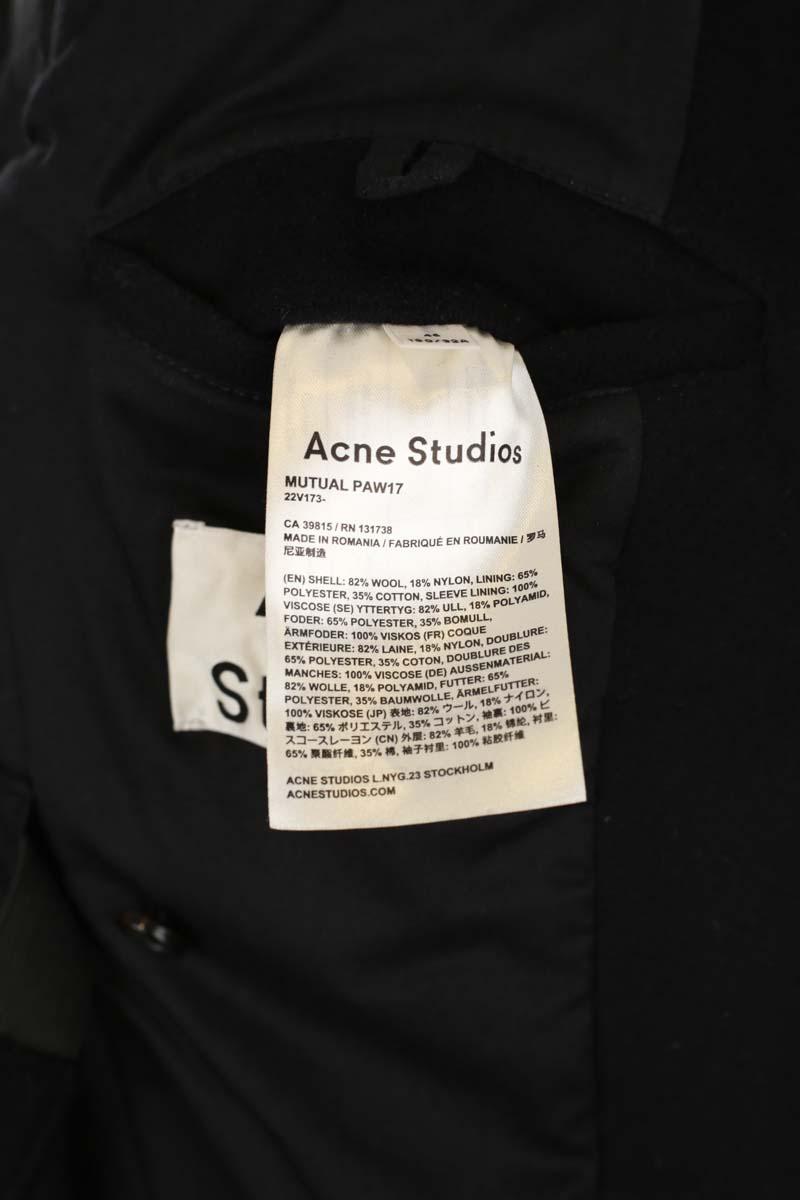 46
Acne Studios
MUTUAL PAW17
22V173-
CA 39815 / RN 131738
MADE IN ROMANIA / FABRIQUÉ EN ROUMANIE / 罗马
尼亚制造
(EN) SHELL: 82% WOOL, 18% NYLON, LINING: 65%
POLYESTER, 35% COTTON, SLEEVE LINING: 100%
VISCOSE (SE) YTTERTYG: 82% ULL, 18% POLYAMID,
FODER: 65% POLYESTER, 35% BOMULL,
ÄRMFODER: 100% VISKOS (FR) COQUE
EXTÉRIEURE: 82% LAINE, 18% NYLON, DOUBLURE:
65% POLYESTER, 35% COTON, DOUBLURE DES
MANCHES: 100% VISCOSE (DE) AUSSENMATERIAL:
82% WOLLE, 18% POLYAMID, FUTTER: 65%
POLYESTER, 35% BAUMWOLLE, ÄRMELFUTTER:
100% VISKOSE (JP) 表地: 82% ウール, 18% ナイロン,
裏地: 65% ポリエステル, 35% コットン, 袖裏: 100% ビ
スコースレーヨン (CN) 外层: 82% 羊毛, 18% 锦纶, 衬里:
65% 聚酯纤维, 35% 棉, 袖子衬里: 100% 粘胶纤维
ACNE STUDIOS L.NYG.23 STOCKHOLM
ACNESTUDIOS.COM
St